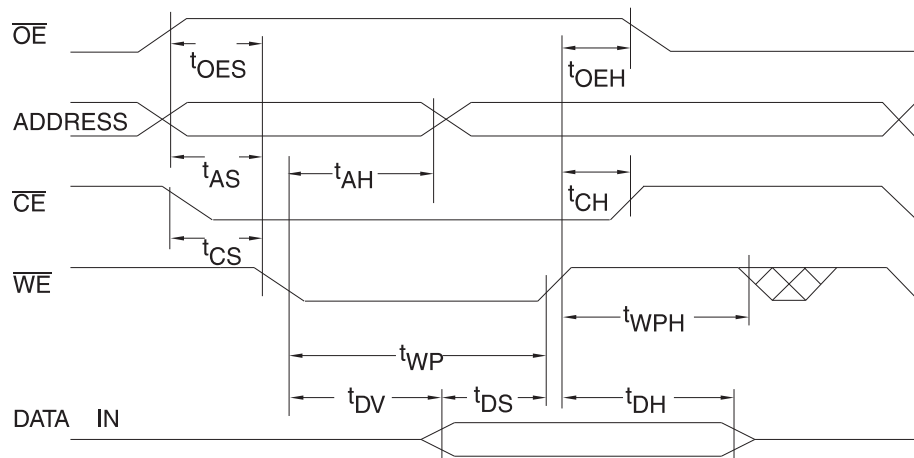 OE
tOES
tOEH
ADDRESS
tAS
tAH
tCH
CE
tCS
WE
tWPH
tWP
tDV
tDS
tDH
DATA IN